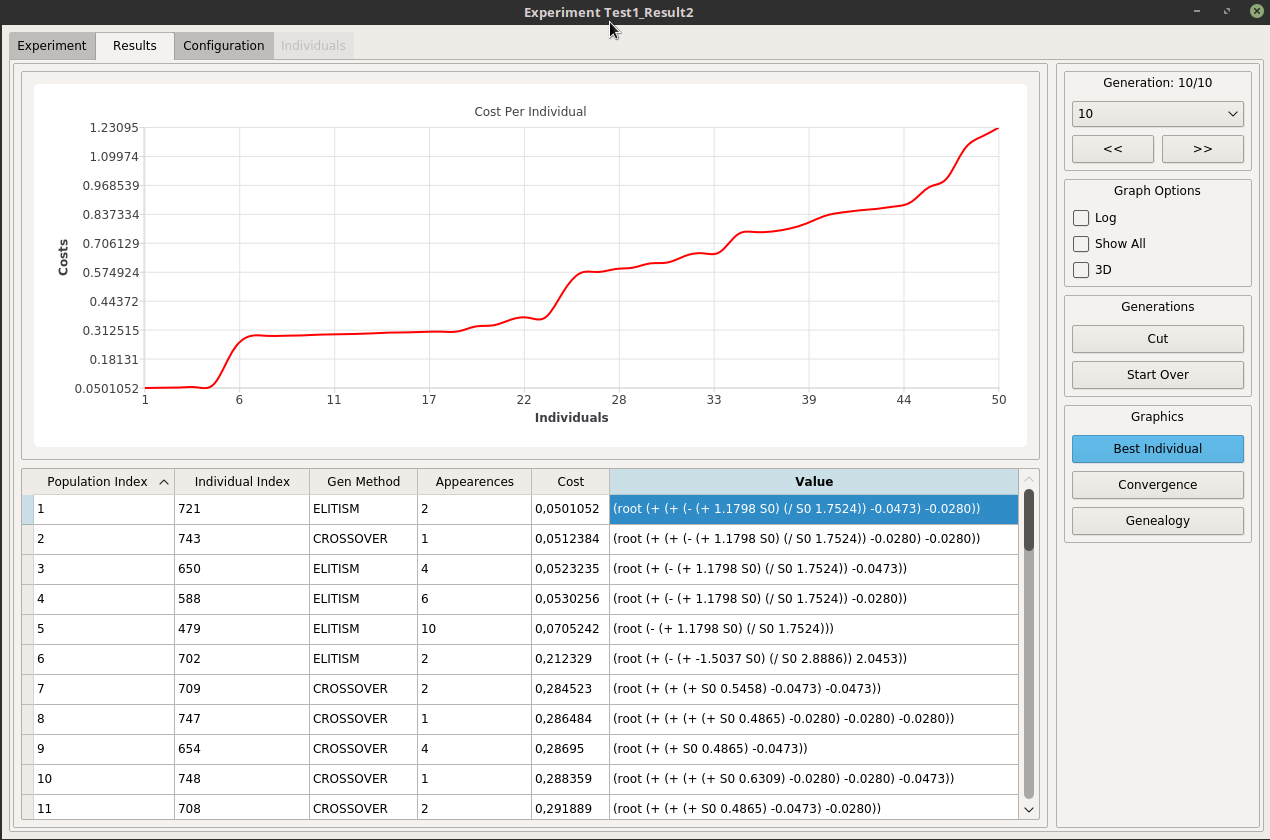 Experiment Test1_Result2
Experiment Results Configuration Individuals
Cost Per Individual
1.23095
1.09974
0.968539
0.837334
0.706129
0.574924
0.44372
0.312515
0.18131
0.0501052
Costs
1 6 11 17 22 28 33 39 44 50
Individuals
Generation: 10/10
10
<< >>
Graph Options
Log
Show All
3D
Generations
Cut
Start Over
Graphics
Best Individual
Convergence
Genealogy
Population Index Individual Index Gen Method Appearences Cost Value
1 721 ELITISM 2 0,0501052 (root (+ (+ (- (+ 1.1798 S0) (/ S0 1.7524)) -0.0473) -0.0280))
2 743 CROSSOVER 1 0,0512384 (root (+ (+ (- (+ 1.1798 S0) (/ S0 1.7524)) -0.0280) -0.0280))
3 650 ELITISM 4 0,0523235 (root (+ (- (+ 1.1798 S0) (/ S0 1.7524)) -0.0473))
4 588 ELITISM 6 0,0530256 (root (+ (- (+ 1.1798 S0) (/ S0 1.7524)) -0.0280))
5 479 ELITISM 10 0,0705242 (root (- (+ 1.1798 S0) (/ S0 1.7524)))
6 702 ELITISM 2 0,212329 (root (+ (- (+ -1.5037 S0) (/ S0 2.8886)) 2.0453))
7 709 CROSSOVER 2 0,284523 (root (+ (+ (+ S0 0.5458) -0.0473) -0.0473))
8 747 CROSSOVER 1 0,286484 (root (+ (+ (+ (+ S0 0.4865) -0.0280) -0.0280) -0.0280))
9 654 CROSSOVER 4 0,28695 (root (+ (+ S0 0.4865) -0.0473))
10 748 CROSSOVER 1 0,288359 (root (+ (+ (+ (+ S0 0.6309) -0.0280) -0.0280) -0.0473))
11 708 CROSSOVER 2 0,291889 (root (+ (+ (+ S0 0.4865) -0.0473) -0.0280))